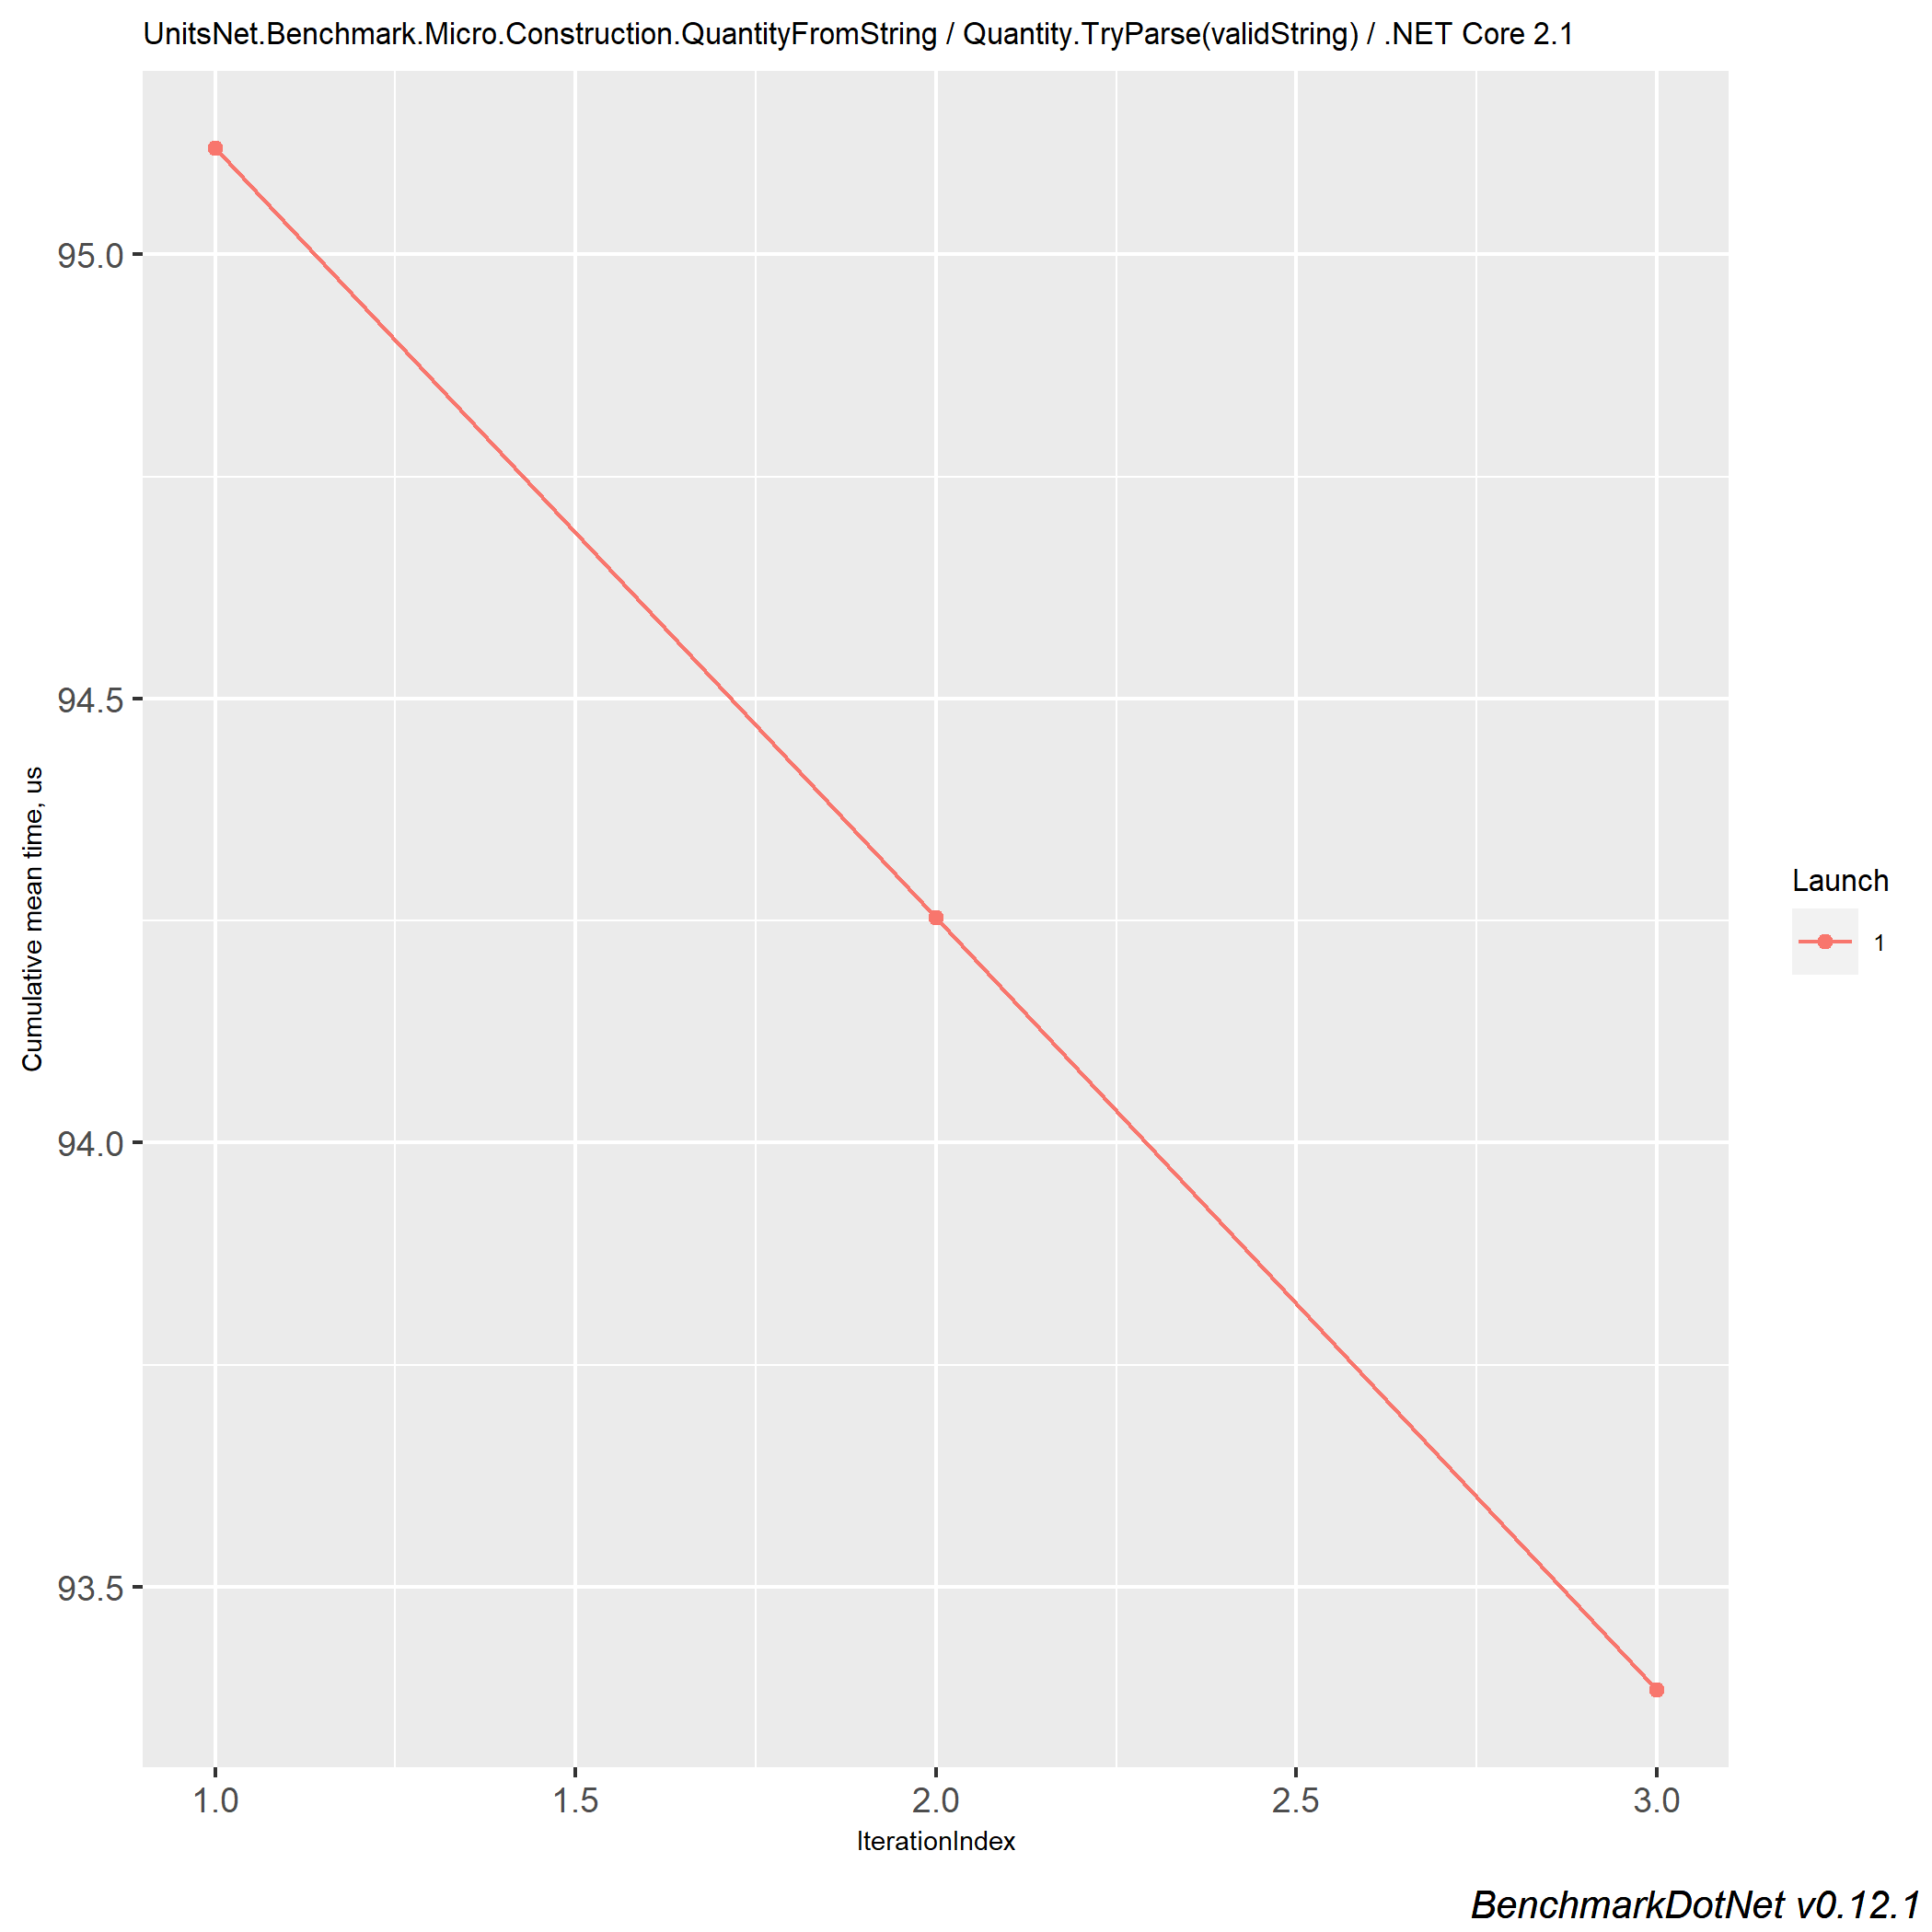 UnitsNet.Benchmark.Micro.Construction.QuantityFromString / Quantity.TryParse(validString) / .NET Core 2.1
95.0
94.5
94.0
93.5
Cumulative mean time, us
1.0 1.5 2.0 2.5 3.0
IterationIndex
Launch
1
BenchmarkDotNet v0.12.1